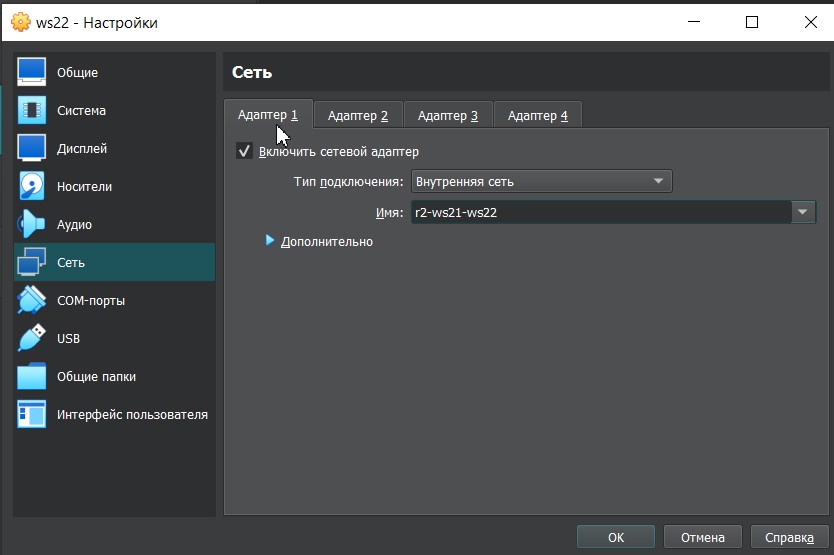 ws22 - Настройки
Общие
Система
Дисплей
Носители
Аудио
Сеть
COM-порты
USB
Общие папки
Интерфейс пользователя
Сеть
Адаптер 1
Адаптер 2
Адаптер 3
Адаптер 4
Включить сетевой адаптер
Тип подключения: Внутренняя сеть
Имя: r2-ws21-ws22
Дополнительно
OK
Отмена
Справка